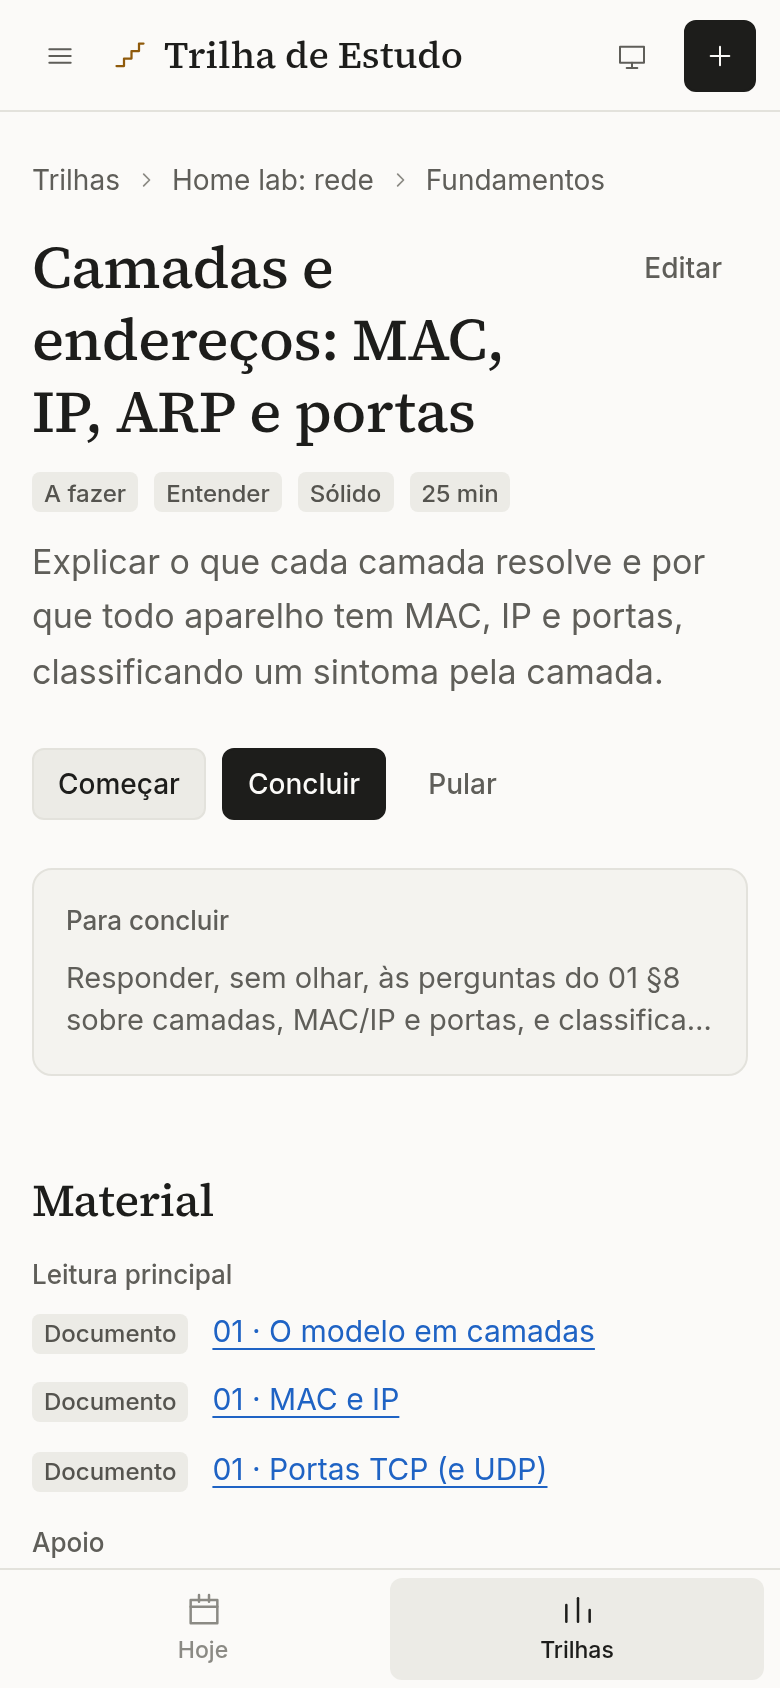 Trilha de Estudo
Trilhas > Home lab: rede > Fundamentos
Camadas e
endereços: MAC,
IP, ARP e portas
Editar
A fazer Entender Sólido 25 min
Explicar o que cada camada resolve e por
que todo aparelho tem MAC, IP e portas,
classificando um sintoma pela camada.
Começar Concluir Pular
Para concluir
Responder, sem olhar, às perguntas do 01 §8
sobre camadas, MAC/IP e portas, e classifica...
Material
Leitura principal
Documento 01 · O modelo em camadas
Documento 01 · MAC e IP
Documento 01 · Portas TCP (e UDP)
Apoio
Hoje Trilhas